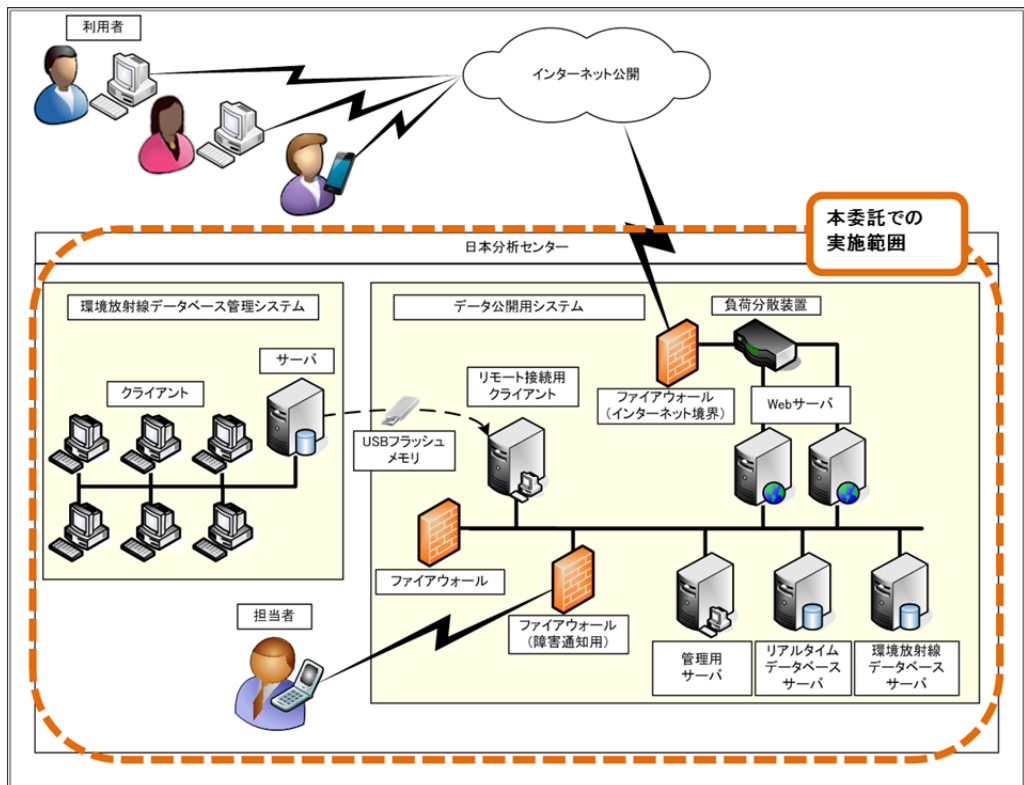 利用者
インターネット公開
本委託での
実施範囲
日本分析センター
環境放射線データベース管理システム
データ公開用システム
負荷分散装置
サーバ
クライアント
リモート接続用
クライアント
ファイアウォール
（インターネット境界）
Webサーバ
USBフラッシュ
メモリ
ファイアウォール
担当者
ファイアウォール
（障害通知用）
管理用
サーバ
リアルタイム
データベース
サーバ
環境放射線
データベース
サーバ